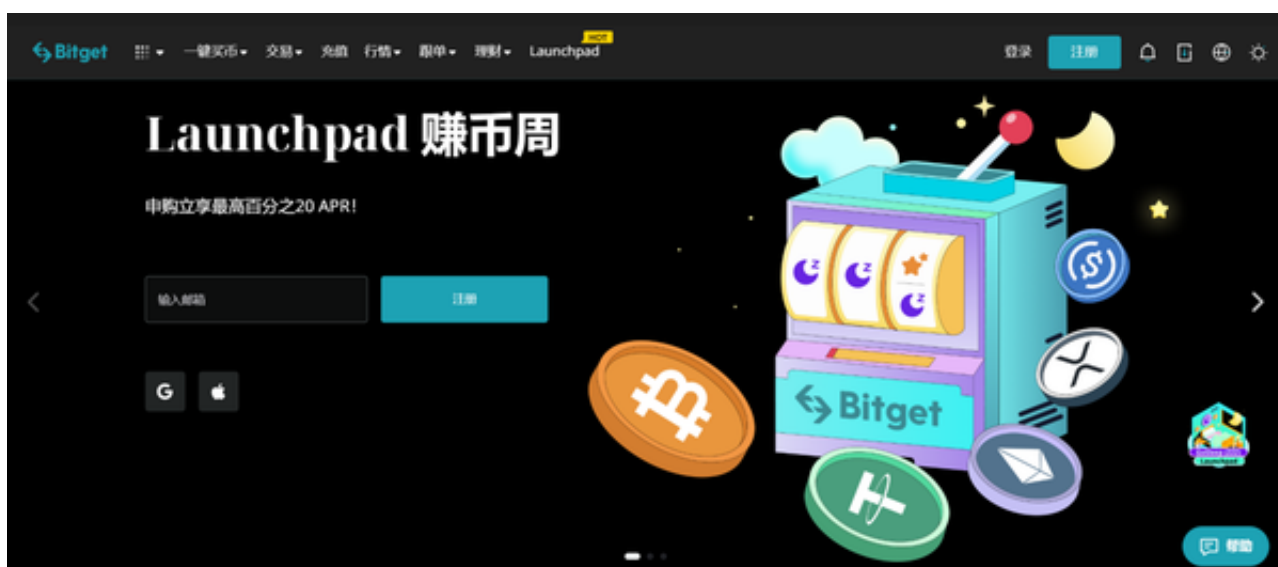 Bitget 一键买币 交易 充值 行情 跟单 理财 Launchpad HOT 登录 注册
Launchpad 赚币周
申购立享最高百分之20 APR!
输入邮箱 注册
G
Bitget
Launchpad
帮助